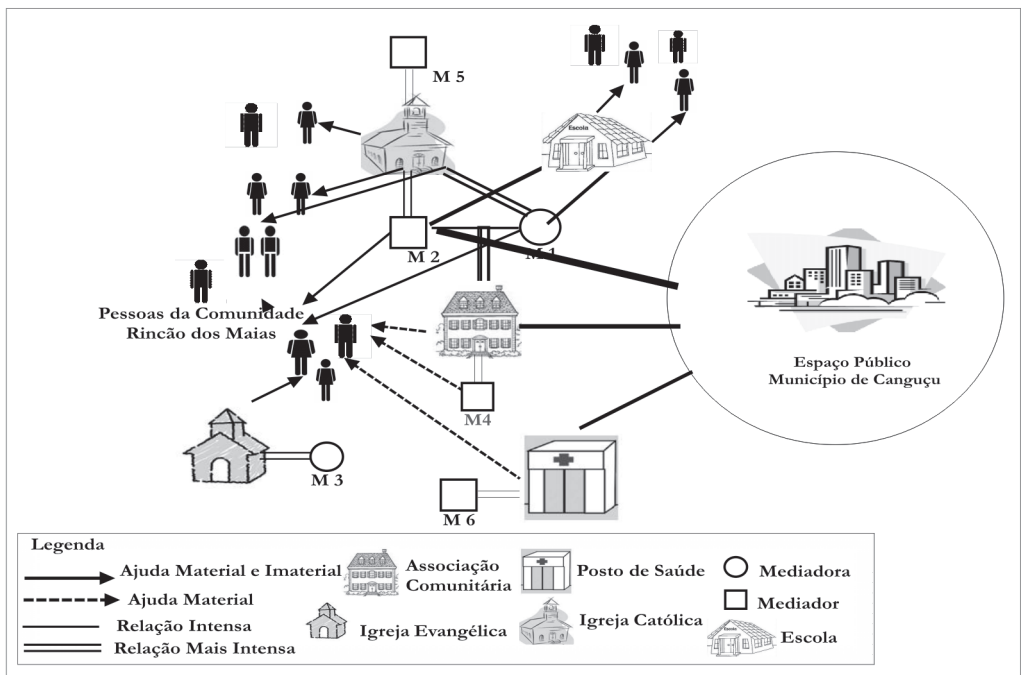 M 5
Escola
M 2
M 1
Pessoas da Comunidade
Rincão dos Maias
Espaço Público
Município de Canguçu
M4
M 3
M 6
Legenda
Ajuda Material e Imaterial
Ajuda Material
Relação Intensa
Relação Mais Intensa
Associação
Comunitária
Igreja Evangélica
Posto de Saúde
Igreja Católica
Mediadora
Mediador
Escola
Escola